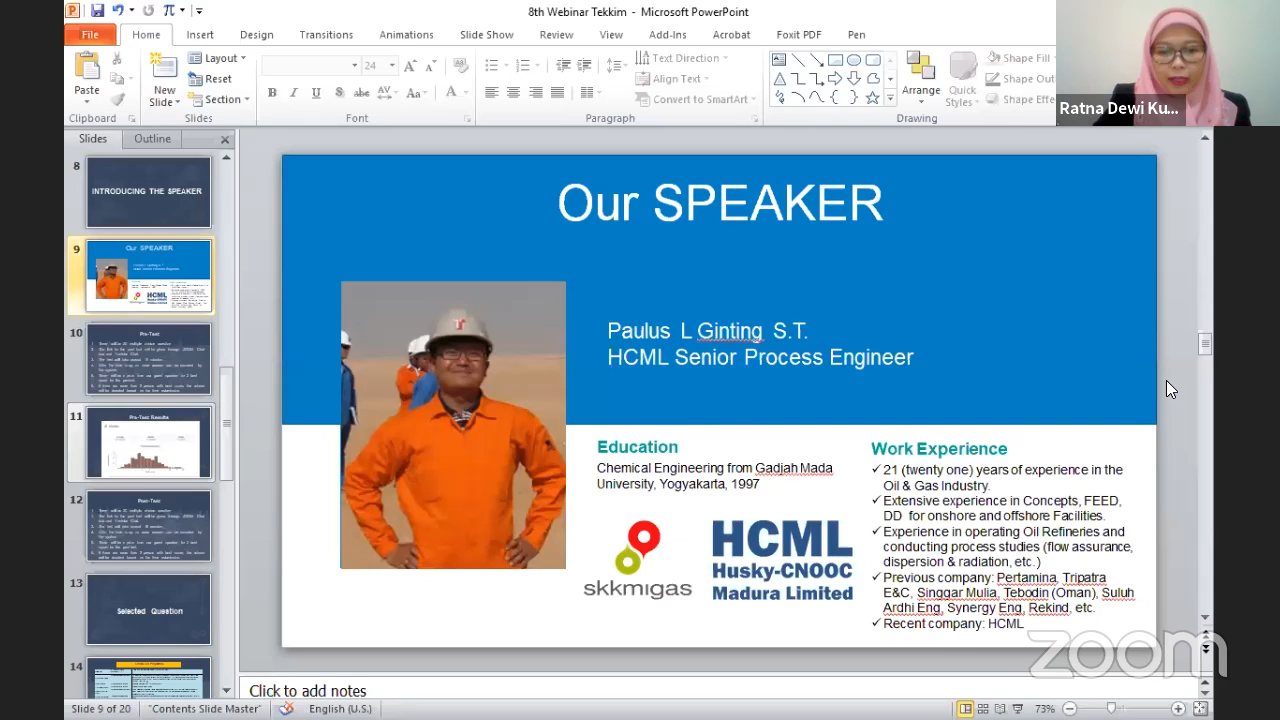 8th Webinar Tekkim - Microsoft PowerPoint
File Home Insert Design Transitions Animations Slide Show Review View Add-Ins Acrobat Foxit PDF Pen
Paste
New Slide
Layout
Reset
Section
24
Text Direction
Align Text
Convert to SmartArt
Arrange
Quick Styles
Shape Fill
Shape Out
Shape Effe
Clipboard Slides Font Paragraph Drawing
Ratna Dewi Ku...
Slides Outline
8
INTRODUCING THE SPEAKER
9
Our SPEAKER
10
Pre-Test
11
Pre-Test Results
12
Post-Test
13
Selected Question
14
Our SPEAKER
Paulus L Ginting S.T.
HCML Senior Process Engineer
Education
Chemical Engineering from Gadjah Mada
University, Yogyakarta, 1997
skkmigas
HCML
Husky-CNOOC
Madura Limited
Work Experience
✓ 21 (twenty one) years of experience in the
Oil & Gas Industry.
✓ Extensive experience in Concepts, FEED,
DD for onshore and offshore Facilities.
Experience in operating Oil Refineries and
conducting process studies (flow assurance,
dispersion & radiation, etc.)
✓ Previous company: Pertamina, Tripatra
E&C, Singgar Mulia, Tebodin (Oman), Suluh
Ardhi Eng, Synergy Eng, Rekind, etc.
✓ Recent company: HCML
zoom
Click to add notes
Slide 9 of 20 "Contents Slide Master" English (U.S.) 73%